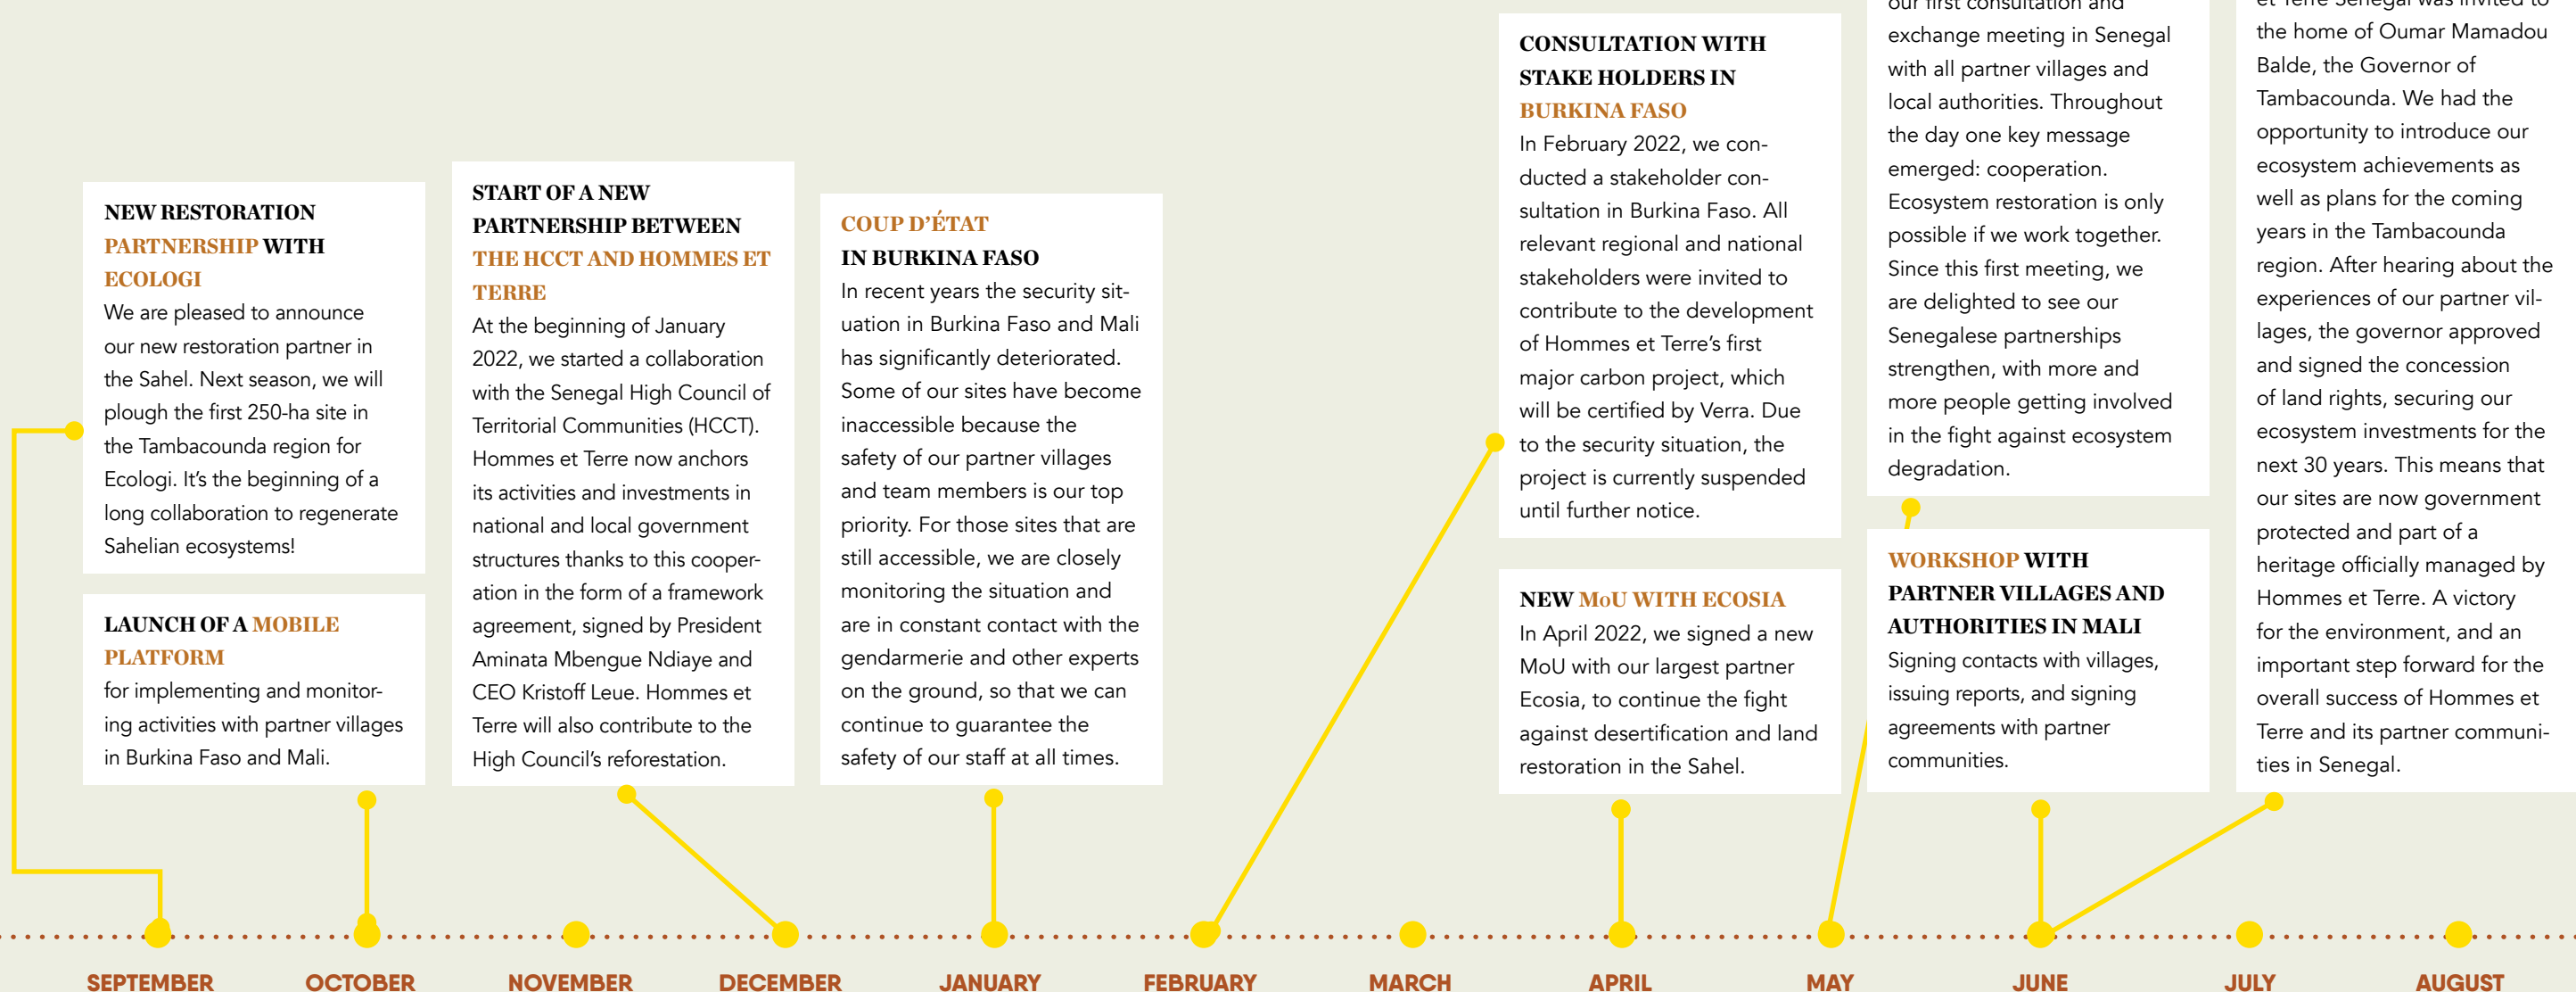 NEW RESTORATION
PARTNERSHIP WITH
ECOLOGI
We are pleased to announce
our new restoration partner in
the Sahel. Next season, we will
plough the first 250-ha site in
the Tambacounda region for
Ecologi. It’s the beginning of a
long collaboration to regenerate
Sahelian ecosystems!
LAUNCH OF A MOBILE
PLATFORM
for implementing and monitor-
ing activities with partner villages
in Burkina Faso and Mali.
START OF A NEW
PARTNERSHIP BETWEEN
THE HCCT AND HOMMES ET
TERRE
At the beginning of January
2022, we started a collaboration
with the Senegal High Council of
Territorial Communities (HCCT).
Hommes et Terre now anchors
its activities and investments in
national and local government
structures thanks to this cooper-
ation in the form of a framework
agreement, signed by President
Aminata Mbengue Ndiaye and
CEO Kristoff Leue. Hommes et
Terre will also contribute to the
High Council’s reforestation.
COUP D’ÉTAT
IN BURKINA FASO
In recent years the security sit-
uation in Burkina Faso and Mali
has significantly deteriorated.
Some of our sites have become
inaccessible because the
safety of our partner villages
and team members is our top
priority. For those sites that are
still accessible, we are closely
monitoring the situation and
are in constant contact with the
gendarmerie and other experts
on the ground, so that we can
continue to guarantee the
safety of our staff at all times.
CONSULTATION WITH
STAKE HOLDERS IN
BURKINA FASO
In February 2022, we con-
ducted a stakeholder con-
sultation in Burkina Faso. All
relevant regional and national
stakeholders were invited to
contribute to the development
of Hommes et Terre’s first
major carbon project, which
will be certified by Verra. Due
to the security situation, the
project is currently suspended
until further notice.
NEW MoU WITH ECOSIA
In April 2022, we signed a new
MoU with our largest partner
Ecosia, to continue the fight
against desertification and land
restoration in the Sahel.
our first consultation and
exchange meeting in Senegal
with all partner villages and
local authorities. Throughout
the day one key message
emerged: cooperation.
Ecosystem restoration is only
possible if we work together.
Since this first meeting, we
are delighted to see our
Senegalese partnerships
strengthen, with more and
more people getting involved
in the fight against ecosystem
degradation.
WORKSHOP WITH
PARTNER VILLAGES AND
AUTHORITIES IN MALI
Signing contacts with villages,
issuing reports, and signing
agreements with partner
communities.
et Terre Senegal was invited to
the home of Oumar Mamadou
Balde, the Governor of
Tambacounda. We had the
opportunity to introduce our
ecosystem achievements as
well as plans for the coming
years in the Tambacounda
region. After hearing about the
experiences of our partner vil-
lages, the governor approved
and signed the concession
of land rights, securing our
ecosystem investments for the
next 30 years. This means that
our sites are now government
protected and part of a
heritage officially managed by
Hommes et Terre. A victory
for the environment, and an
important step forward for the
overall success of Hommes et
Terre and its partner communi-
ties in Senegal.
SEPTEMBER OCTOBER NOVEMBER DECEMBER JANUARY FEBRUARY MARCH APRIL MAY JUNE JULY AUGUST